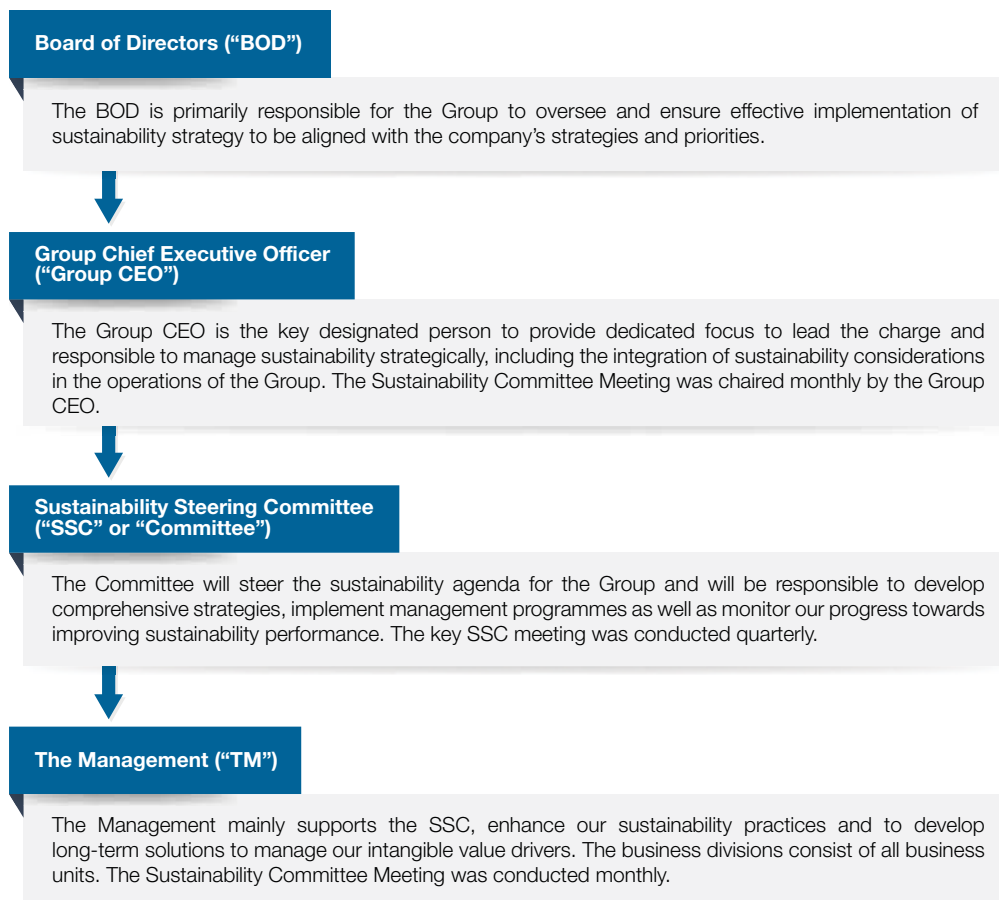 Board of Directors (“BOD”)
The BOD is primarily responsible for the Group to oversee and ensure effective implementation of
sustainability strategy to be aligned with the company’s strategies and priorities.
Group Chief Executive Officer
(“Group CEO”)
The Group CEO is the key designated person to provide dedicated focus to lead the charge and
responsible to manage sustainability strategically, including the integration of sustainability considerations
in the operations of the Group. The Sustainability Committee Meeting was chaired monthly by the Group
CEO.
Sustainability Steering Committee
(“SSC” or “Committee”)
The Committee will steer the sustainability agenda for the Group and will be responsible to develop
comprehensive strategies, implement management programmes as well as monitor our progress towards
improving sustainability performance. The key SSC meeting was conducted quarterly.
The Management (“TM”)
The Management mainly supports the SSC, enhance our sustainability practices and to develop
long-term solutions to manage our intangible value drivers. The business divisions consist of all business
units. The Sustainability Committee Meeting was conducted monthly.